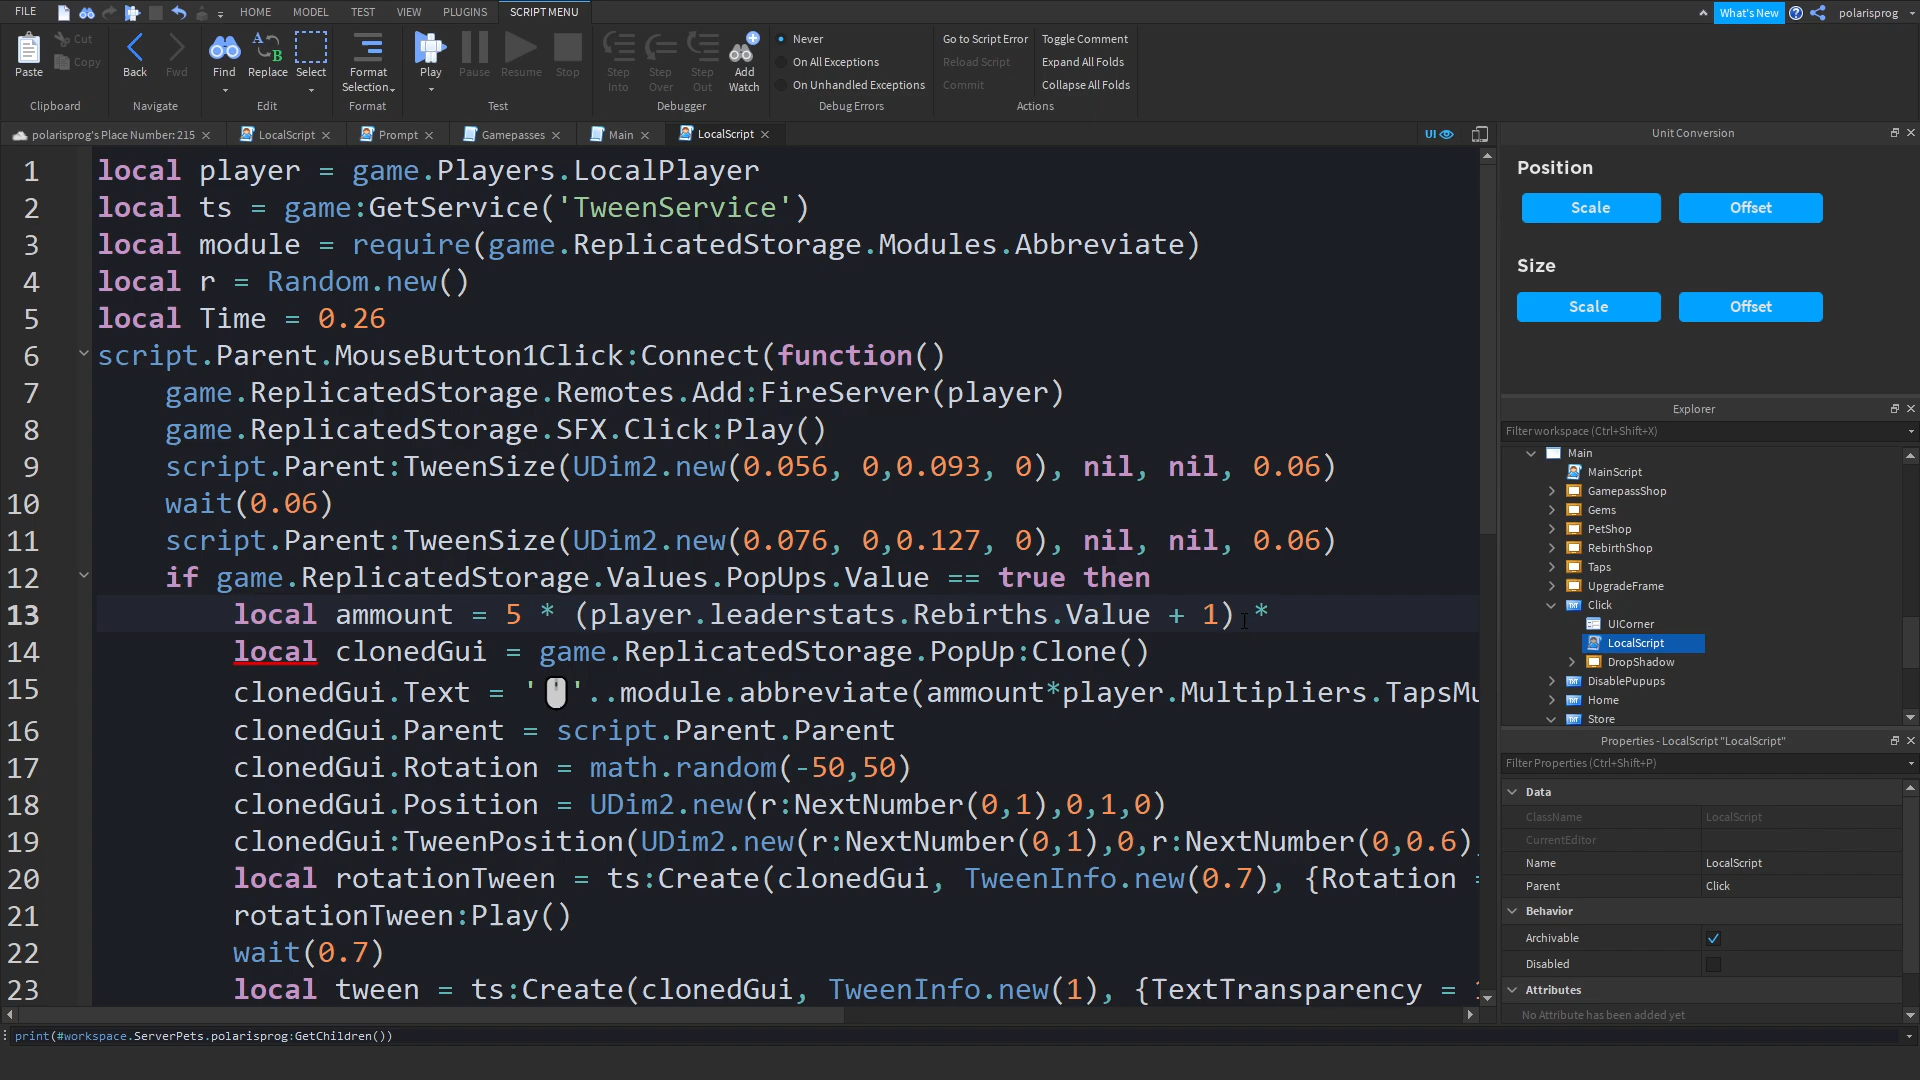 FILE HOME MODEL TEST VIEW PLUGINS SCRIPT MENU What's New polarisprog
Paste Cut Copy Clipboard
Back Fwd Navigate
Find Replace Select Edit
Format Selection Format
Play Pause Resume Stop Test
Step Into Step Over Step Out Add Watch Debugger
Never
On All Exceptions
On Unhandled Exceptions
Debug Errors
Go to Script Error Toggle Comment
Reload Script Expand All Folds
Commit Collapse All Folds
Actions
polarisprog's Place Number: 215 LocalScript Prompt Gamepasses Main LocalScript UI
1 local player = game.Players.LocalPlayer
2 local ts = game:GetService('TweenService')
3 local module = require(game.ReplicatedStorage.Modules.Abbreviate)
4 local r = Random.new()
5 local Time = 0.26
6 script.Parent.MouseButton1Click:Connect(function()
7 game.ReplicatedStorage.Remotes.Add:FireServer(player)
8 game.ReplicatedStorage.SFX.Click:Play()
9 script.Parent:TweenSize(UDim2.new(0.056, 0,0.093, 0), nil, nil, 0.06)
10 wait(0.06)
11 script.Parent:TweenSize(UDim2.new(0.076, 0,0.127, 0), nil, nil, 0.06)
12 if game.ReplicatedStorage.Values.PopUps.Value == true then
13 local ammount = 5 * (player.leaderstats.Rebirths.Value + 1) *
14 local clonedGui = game.ReplicatedStorage.PopUp:Clone()
15 clonedGui.Text = '🖱'..module.abbreviate(ammount*player.Multipliers.TapsMu
16 clonedGui.Parent = script.Parent.Parent
17 clonedGui.Rotation = math.random(-50,50)
18 clonedGui.Position = UDim2.new(r:NextNumber(0,1),0,1,0)
19 clonedGui:TweenPosition(UDim2.new(r:NextNumber(0,1),0,r:NextNumber(0,0.6)
20 local rotationTween = ts:Create(clonedGui, TweenInfo.new(0.7), {Rotation =
21 rotationTween:Play()
22 wait(0.7)
23 local tween = ts:Create(clonedGui, TweenInfo.new(1), {TextTransparency =
print(#workspace.ServerPets.polarisprog:GetChildren())
Unit Conversion
Position
Scale Offset
Size
Scale Offset
Explorer
Filter workspace (Ctrl+Shift+X)
Main
MainScript
GamepassShop
Gems
PetShop
RebirthShop
Taps
UpgradeFrame
Click
UICorner
LocalScript
DropShadow
DisablePupups
Home
Store
Properties - LocalScript "LocalScript"
Filter Properties (Ctrl+Shift+P)
Data
ClassName LocalScript
CurrentEditor
Name LocalScript
Parent Click
Behavior
Archivable
Disabled
Attributes
No Attribute has been added yet